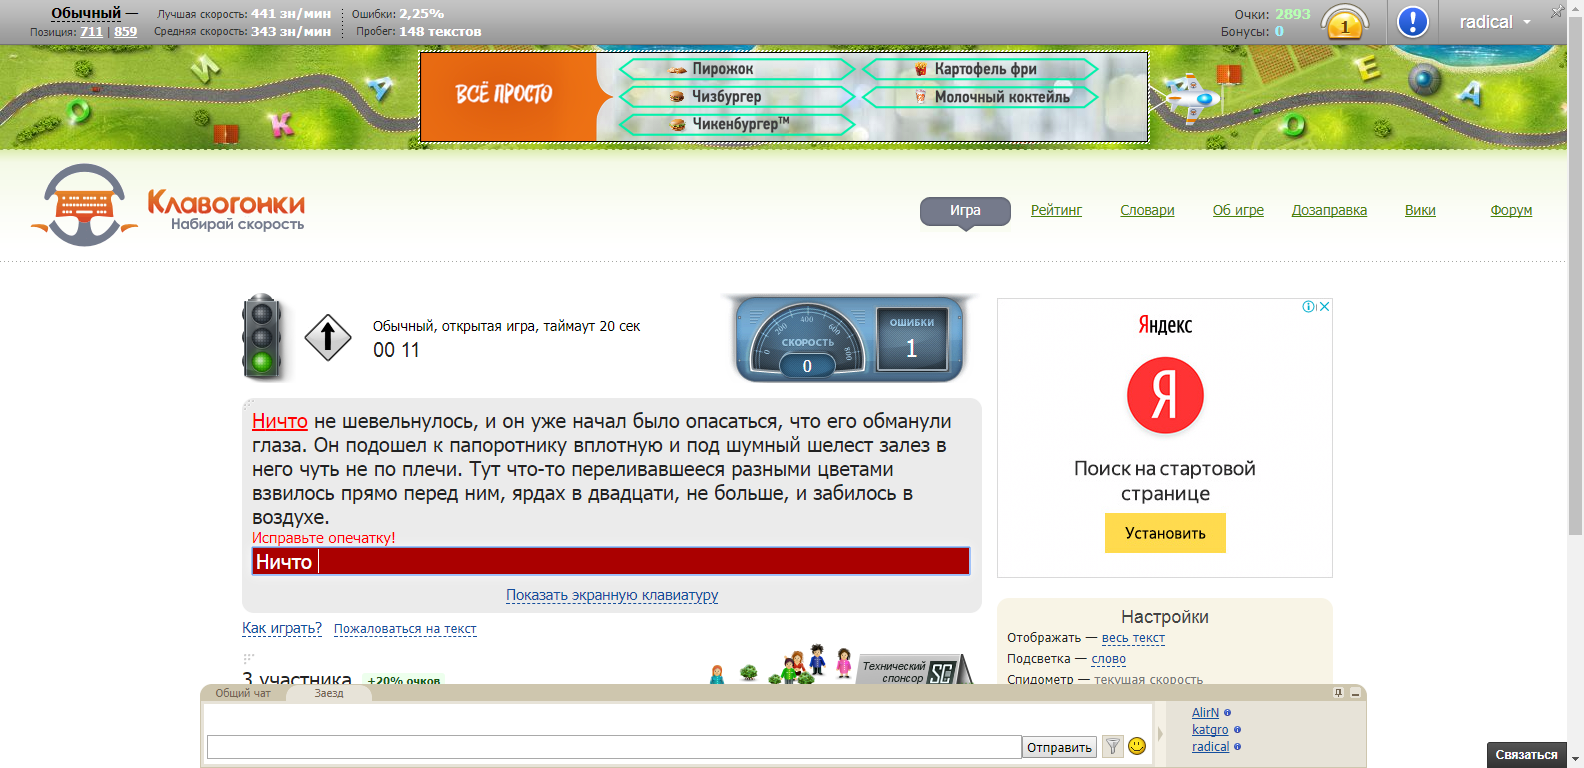 Обычный —
Позиция: 711 | 859
Лучшая скорость: 441 зн/мин
Средняя скорость: 343 зн/мин
Ошибки: 2,25%
Пробег: 148 текстов
Очки: 2893
Бонусы: 0
1
radical
ВСЁ ПРОСТО
Пирожок
Чизбургер
Чикенбургер™
Картофель фри
Молочный коктейль
Клавогонки
Набирай скорость
Игра
Рейтинг
Словари
Об игре
Дозаправка
Вики
Форум
Обычный, открытая игра, таймаут 20 сек
00 11
0 200 400 600 800
СКОРОСТЬ
0
ОШИБКИ
1
Ничто не шевельнулось, и он уже начал было опасаться, что его обманули
глаза. Он подошел к папоротнику вплотную и под шумный шелест залез в
него чуть не по плечи. Тут что-то переливавшееся разными цветами
взвилось прямо перед ним, ярдах в двадцати, не больше, и забилось в
воздухе.
Исправьте опечатку!
Ничто
Показать экранную клавиатуру
Как играть?
Пожаловаться на текст
3 участника
+20% очков
Технический
спонсор
SC
Яндекс
Я
Поиск на стартовой
странице
Установить
Настройки
Отображать — весь текст
Подсветка — слово
Спидометр — текущая скорость
Общий чат
Заезд
Отправить
AlirN
katgro
radical
Связаться